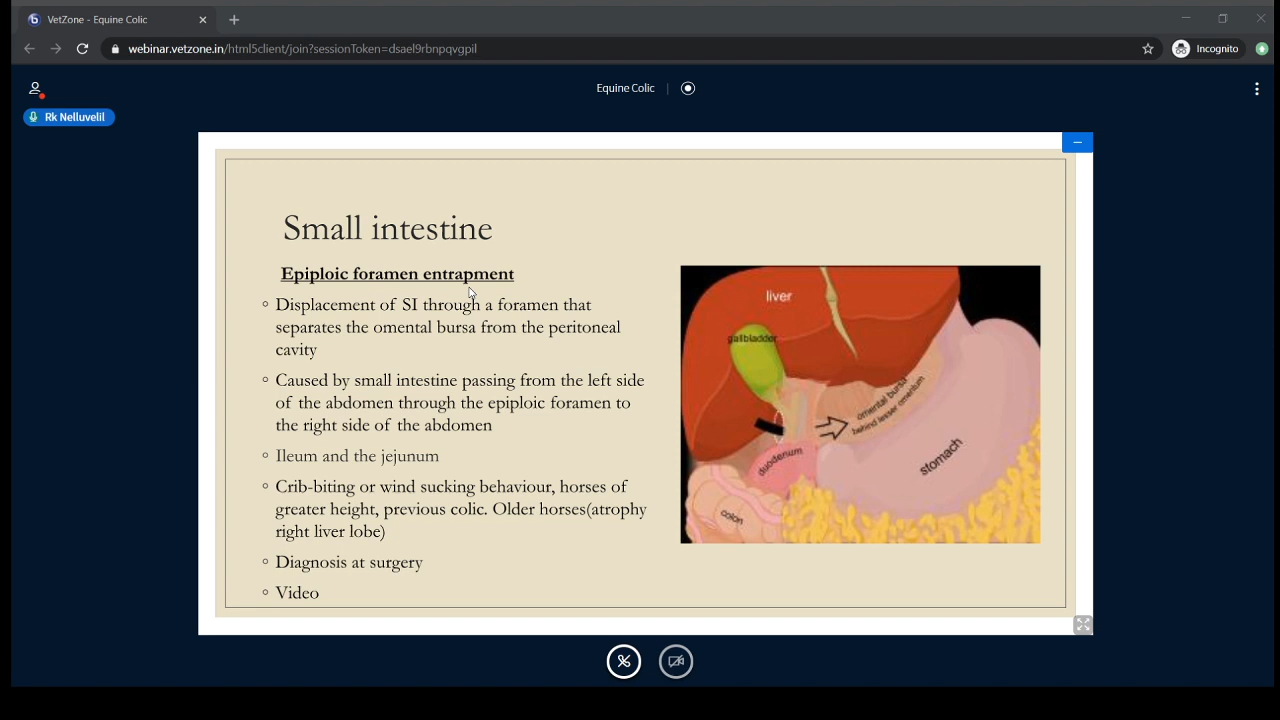 VetZone - Equine Colic
webinar.vetzone.in/html5client/join?sessionToken=dsael9rbnpqvgpil
Incognito
Equine Colic
Rk Nelluvelil
Small intestine
Epiploic foramen entrapment
Displacement of SI through a foramen that
separates the omental bursa from the peritoneal
cavity
Caused by small intestine passing from the left side
of the abdomen through the epiploic foramen to
the right side of the abdomen
Ileum and the jejunum
Crib-biting or wind sucking behaviour, horses of
greater height, previous colic. Older horses(atrophy
right liver lobe)
Diagnosis at surgery
Video
liver
gallbladder
omental bursa
behind lesser omentum
duodenum
stomach
colon